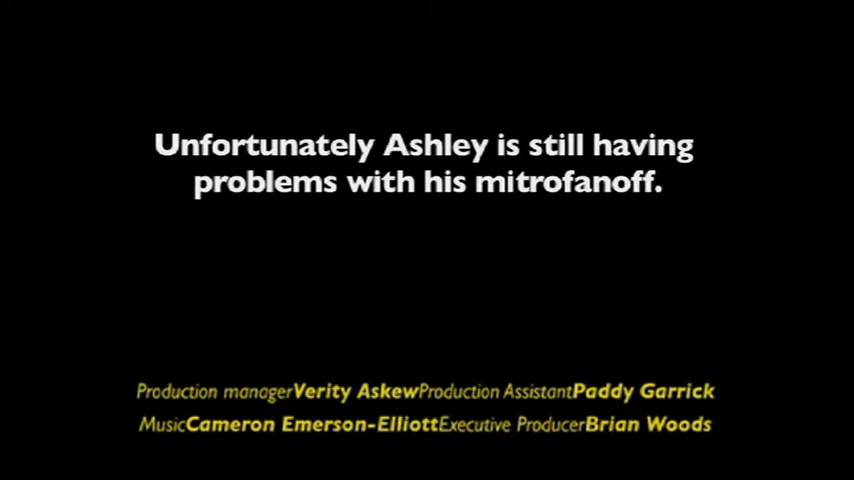 Unfortunately Ashley is still having
problems with his mitrofanoff.
Production managerVerity AskewProduction AssistantPaddy Garrick
MusicCameron Emerson-ElliottExecutive ProducerBrian Woods